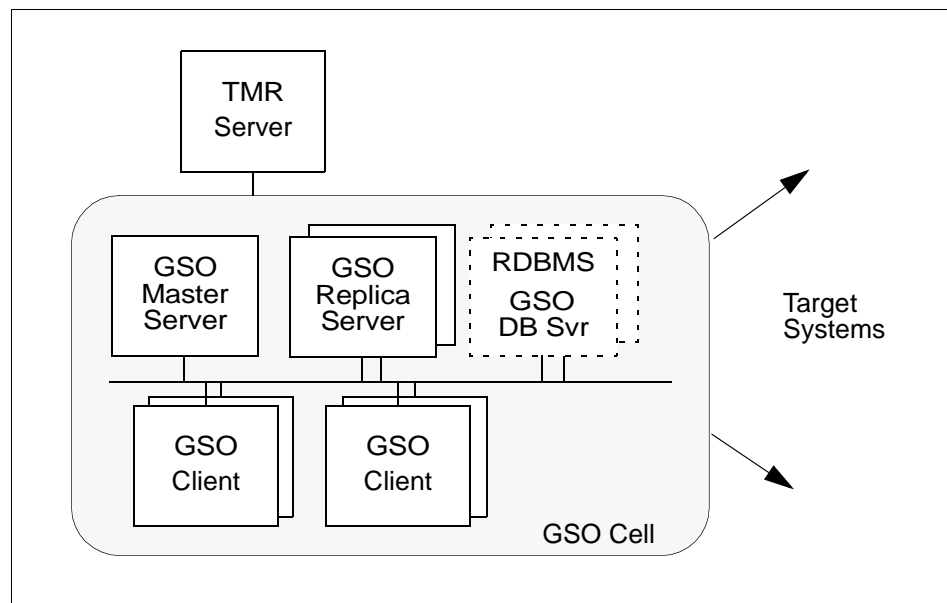 TMR
Server
GSO
Master
Server
GSO
Replica
Server
RDBMS
GSO
DB Svr
Target
Systems
GSO
Client
GSO
Client
GSO Cell